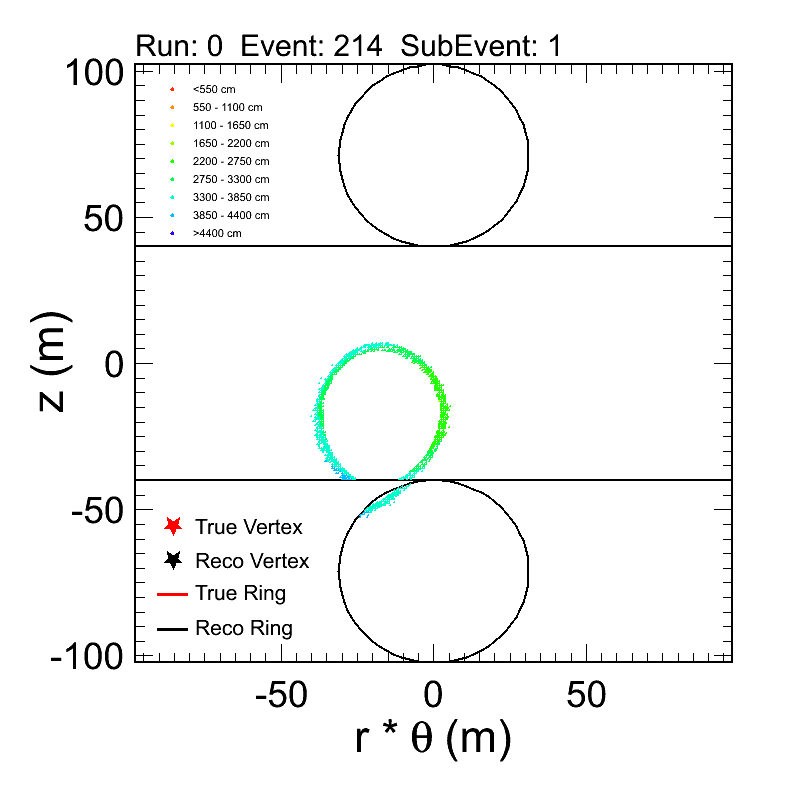 Run: 0  Event: 214  SubEvent: 1
100
<550 cm
550 - 1100 cm
1100 - 1650 cm
1650 - 2200 cm
2200 - 2750 cm
2750 - 3300 cm
3300 - 3850 cm
3850 - 4400 cm
>4400 cm
50
z (m)
0
-50
True Vertex
Reco Vertex
True Ring
Reco Ring
-100
-50 0 50
r * θ (m)